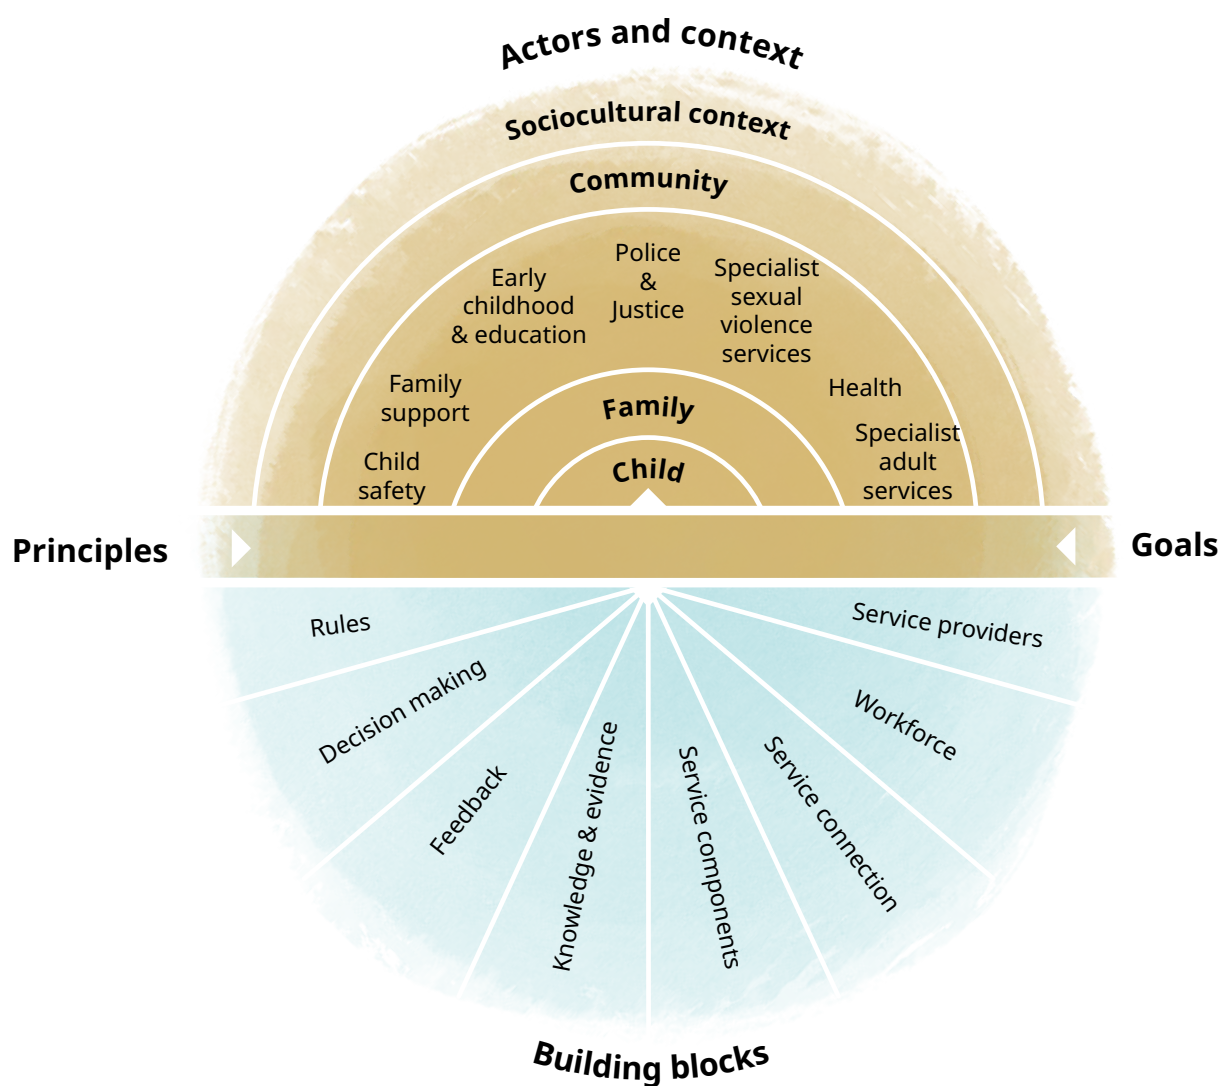 Actors and context
Sociocultural context
Community
Police
&
Justice
Early
childhood
& education
Specialist
sexual
violence
services
Family
support
Health
Child
safety
Specialist
adult
services
Family
Child
Principles
Goals
Rules
Decision making
Feedback
Knowledge & evidence
Service components
Service connection
Workforce
Service providers
Building blocks